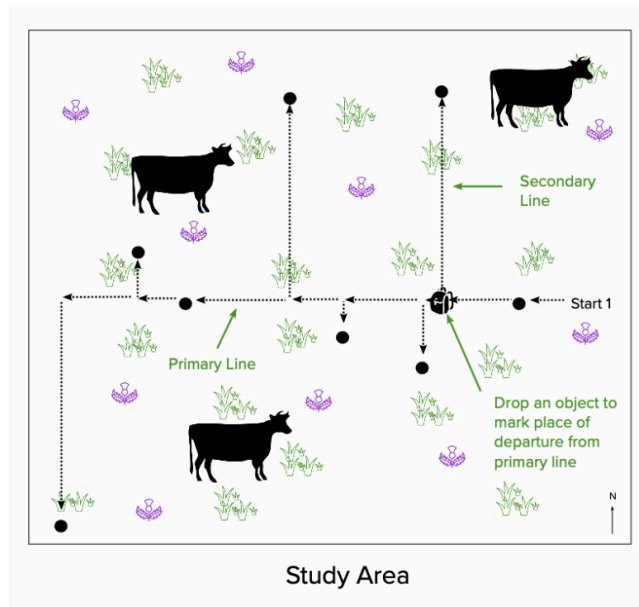 Secondary
Line
Start 1
Primary Line
Drop an object to
mark place of
departure from
primary line
N
Study Area